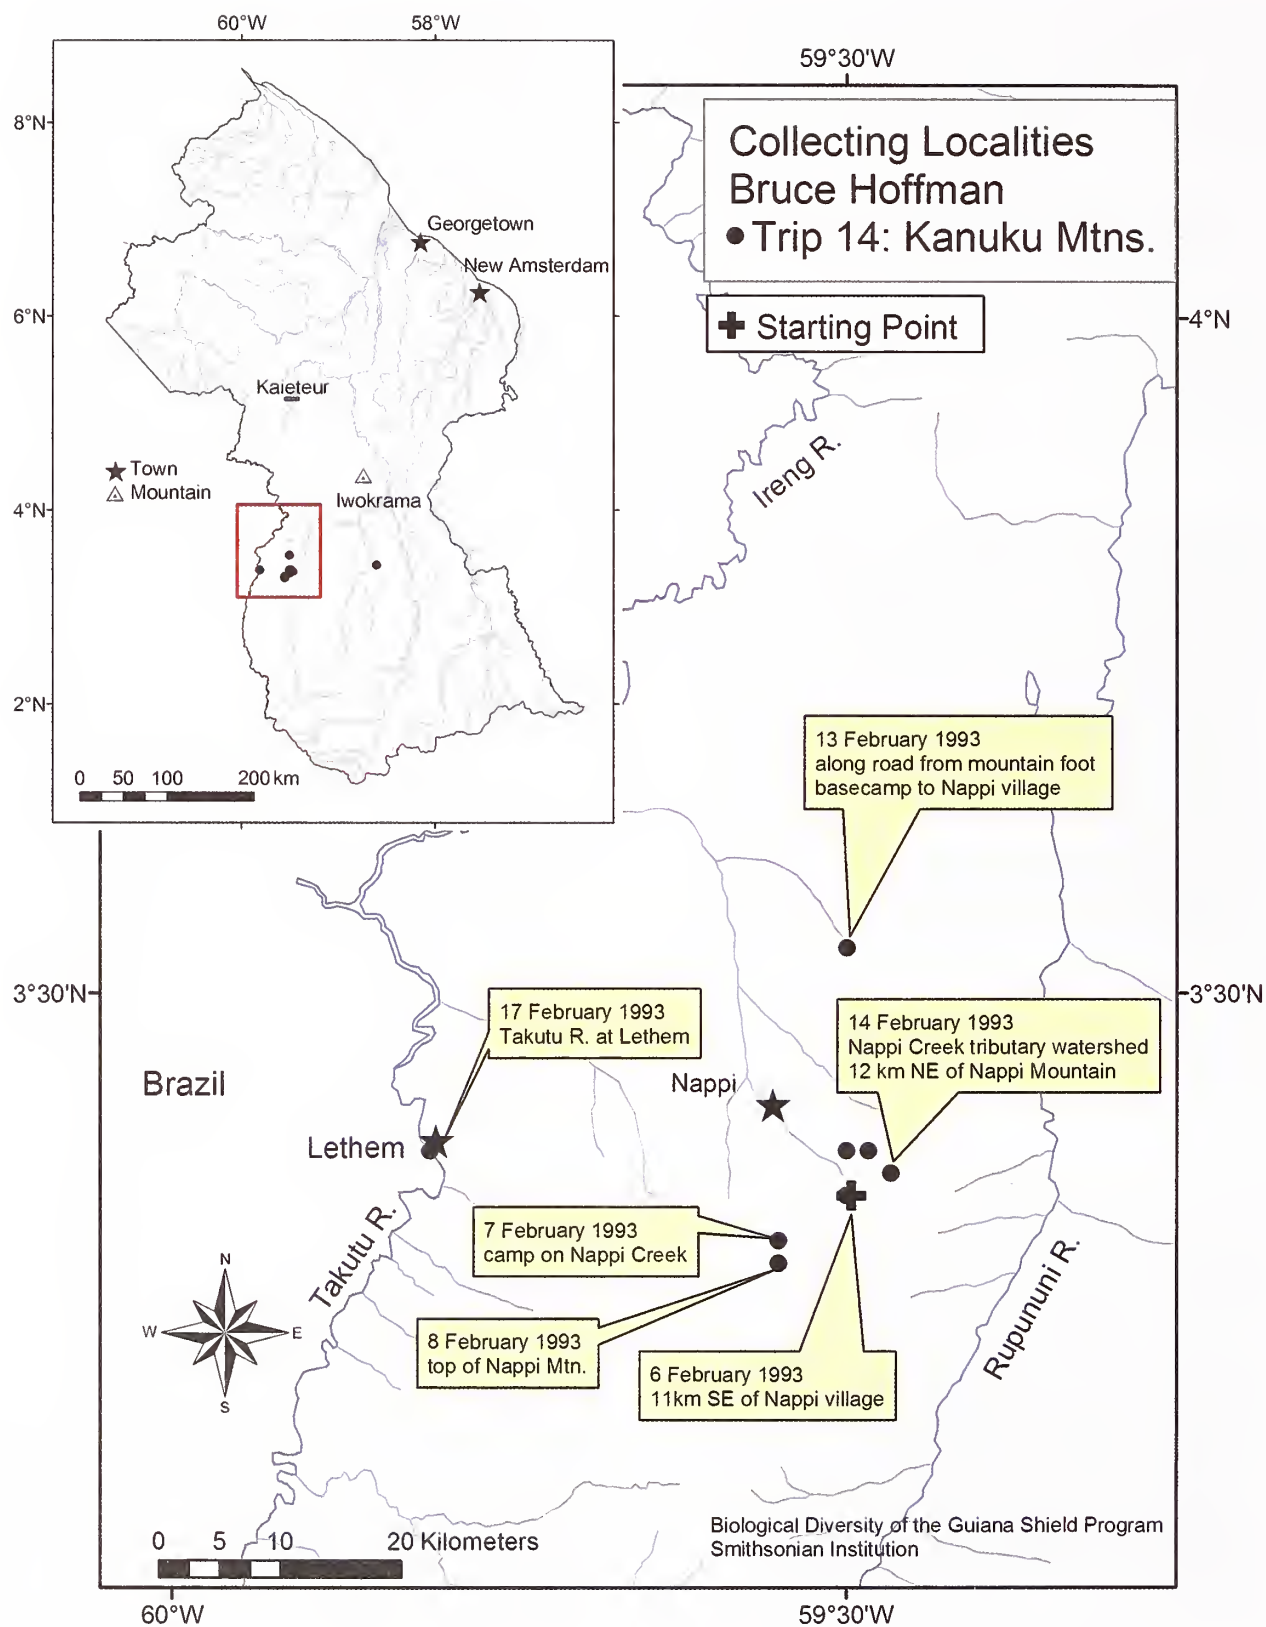 60°W
58°W
8°N
6°N
4°N
2°N
Georgetown
New Amsterdam
Kaieteur
Town
Mountain
Iwokrama
0 50 100 200 km
59°30'W
Collecting Localities
Bruce Hoffman
Trip 14: Kanuku Mtns.
Starting Point
4°N
Ireng R.
13 February 1993
along road from mountain foot
basecamp to Nappi village
3°30'N
3°30'N
17 February 1993
Takutu R. at Lethem
14 February 1993
Nappi Creek tributary watershed
12 km NE of Nappi Mountain
Brazil
Nappi
Lethem
7 February 1993
camp on Nappi Creek
Takutu R.
Rupununi R.
N
W E
S
8 February 1993
top of Nappi Mtn.
6 February 1993
11km SE of Nappi village
0 5 10 20 Kilometers
Biological Diversity of the Guiana Shield Program
Smithsonian Institution
60°W
59°30'W